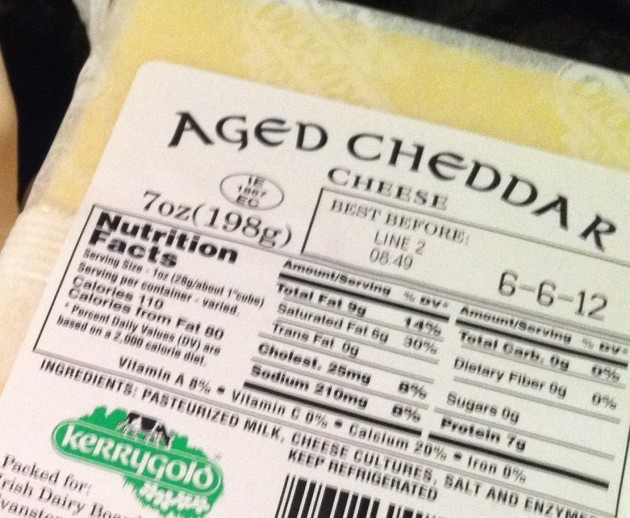 AGED CHEDDAR
CHEESE
IE
1887
EC
7oz(198g)
BEST BEFORE:
LINE 2
08:49
6-6-12
Nutrition
Facts
Serving Size - 1oz (28g/about 1"cube)
Serving per container - varied.
Calories 110
Calories from Fat 80
* Percent Daily Values (DV) are
based on a 2,000 calorie diet.
Amount/Serving % DV*
Total Fat 9g 14%
Saturated Fat 6g 30%
Trans Fat 0g
Cholest. 25mg 8%
Sodium 210mg 9%
Amount/Serving % DV*
Total Carb. 0g 0%
Dietary Fiber 0g 0%
Sugars 0g
Protein 7g
Vitamin A 8% • Vitamin C 0% • Calcium 20% • Iron 0%
INGREDIENTS: PASTEURIZED MILK, CHEESE CULTURES, SALT AND ENZYMES
KEEP REFRIGERATED
KERRYGOLD
Packed for:
Irish Dairy Boar